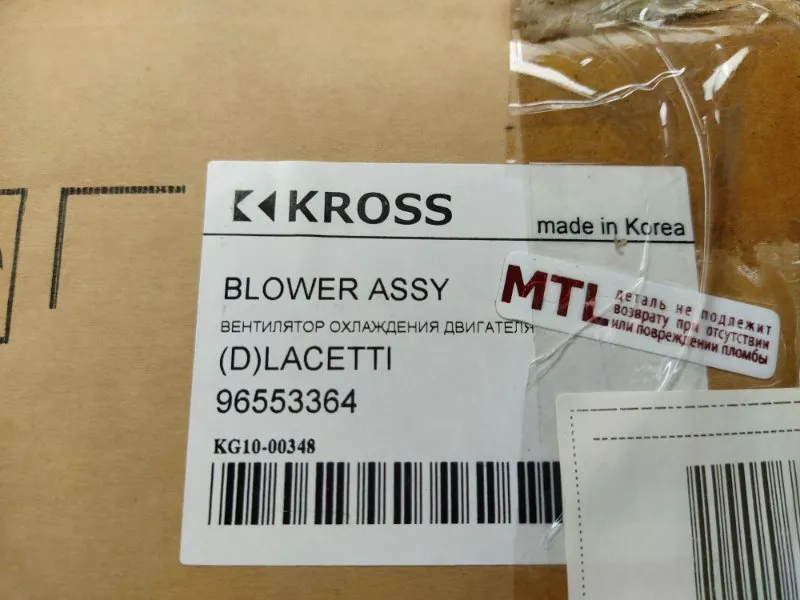 KROSS
made in Korea
BLOWER ASSY
ВЕНТИЛЯТОР ОХЛАЖДЕНИЯ ДВИГАТЕЛЯ
(D)LACETTI
96553364
KG10-00348
MTL
деталь не подлежит
возврату при отсутствии
или повреждении пломбы